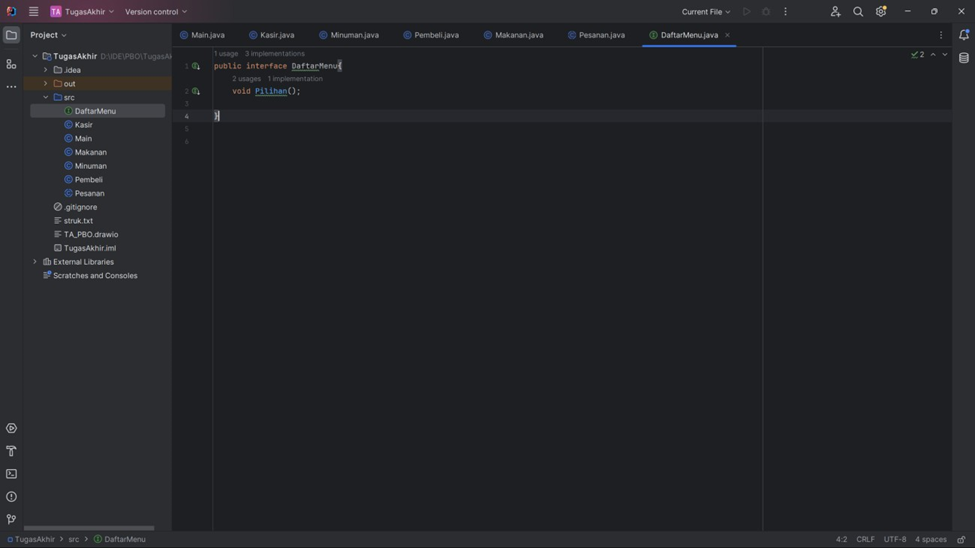 TA TugasAkhir Version control Current File
Project
Main.java Kasir.java Minuman.java Pembeli.java Makanan.java Pesanan.java DaftarMenu.java
TugasAkhir D:\IDE\PBO\TugasA
.idea
out
src
DaftarMenu
Kasir
Main
Makanan
Minuman
Pembeli
Pesanan
.gitignore
struk.txt
TA_PBO.drawio
TugasAkhir.iml
External Libraries
Scratches and Consoles
1 usage 3 implementations
1 public interface DaftarMenu{
2 usages 1 implementation
2 void Pilihan();
3
4 }
5
6
2
TugasAkhir > src > DaftarMenu 4:2 CRLF UTF-8 4 spaces